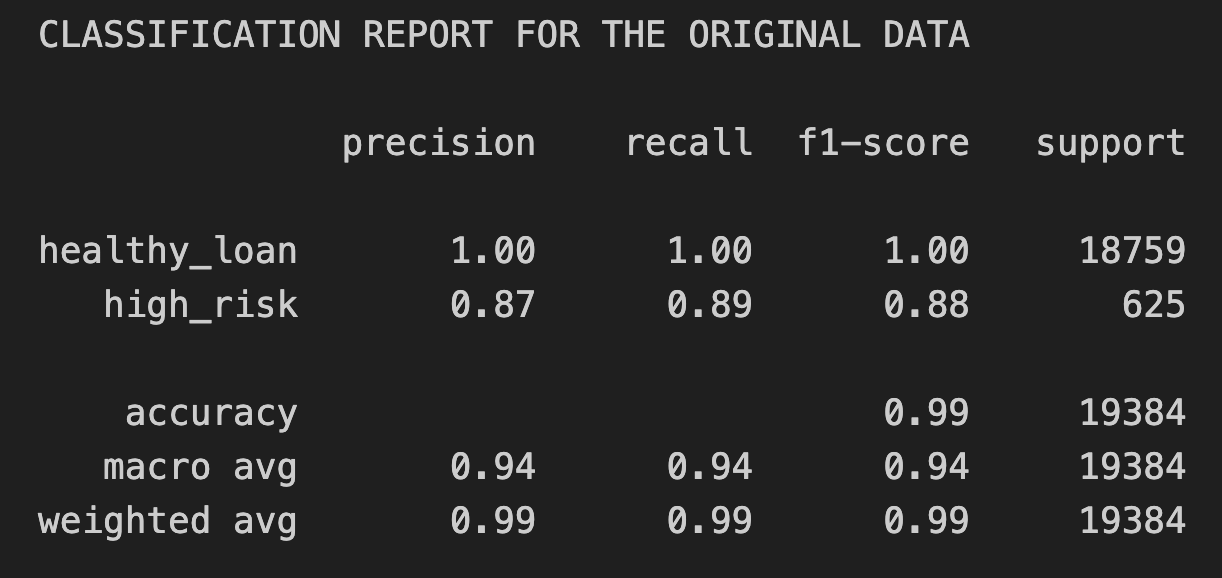 CLASSIFICATION REPORT FOR THE ORIGINAL DATA
precision recall f1-score support
healthy_loan 1.00 1.00 1.00 18759
high_risk 0.87 0.89 0.88 625
accuracy 0.99 19384
macro avg 0.94 0.94 0.94 19384
weighted avg 0.99 0.99 0.99 19384